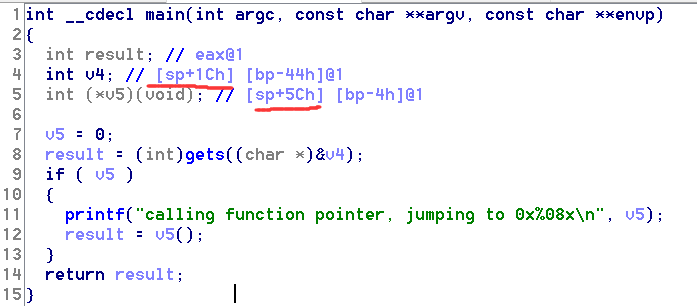 1 int __cdecl main(int argc, const char **argv, const char **envp)
2 {
3 int result; // eax@1
4 int v4; // [sp+1Ch] [bp-44h]@1
5 int (*v5)(void); // [sp+5Ch] [bp-4h]@1
6
7 v5 = 0;
8 result = (int)gets((char *)&v4);
9 if ( v5 )
10 {
11 printf("calling function pointer, jumping to 0x%08x\n", v5);
12 result = v5();
13 }
14 return result;
15 }